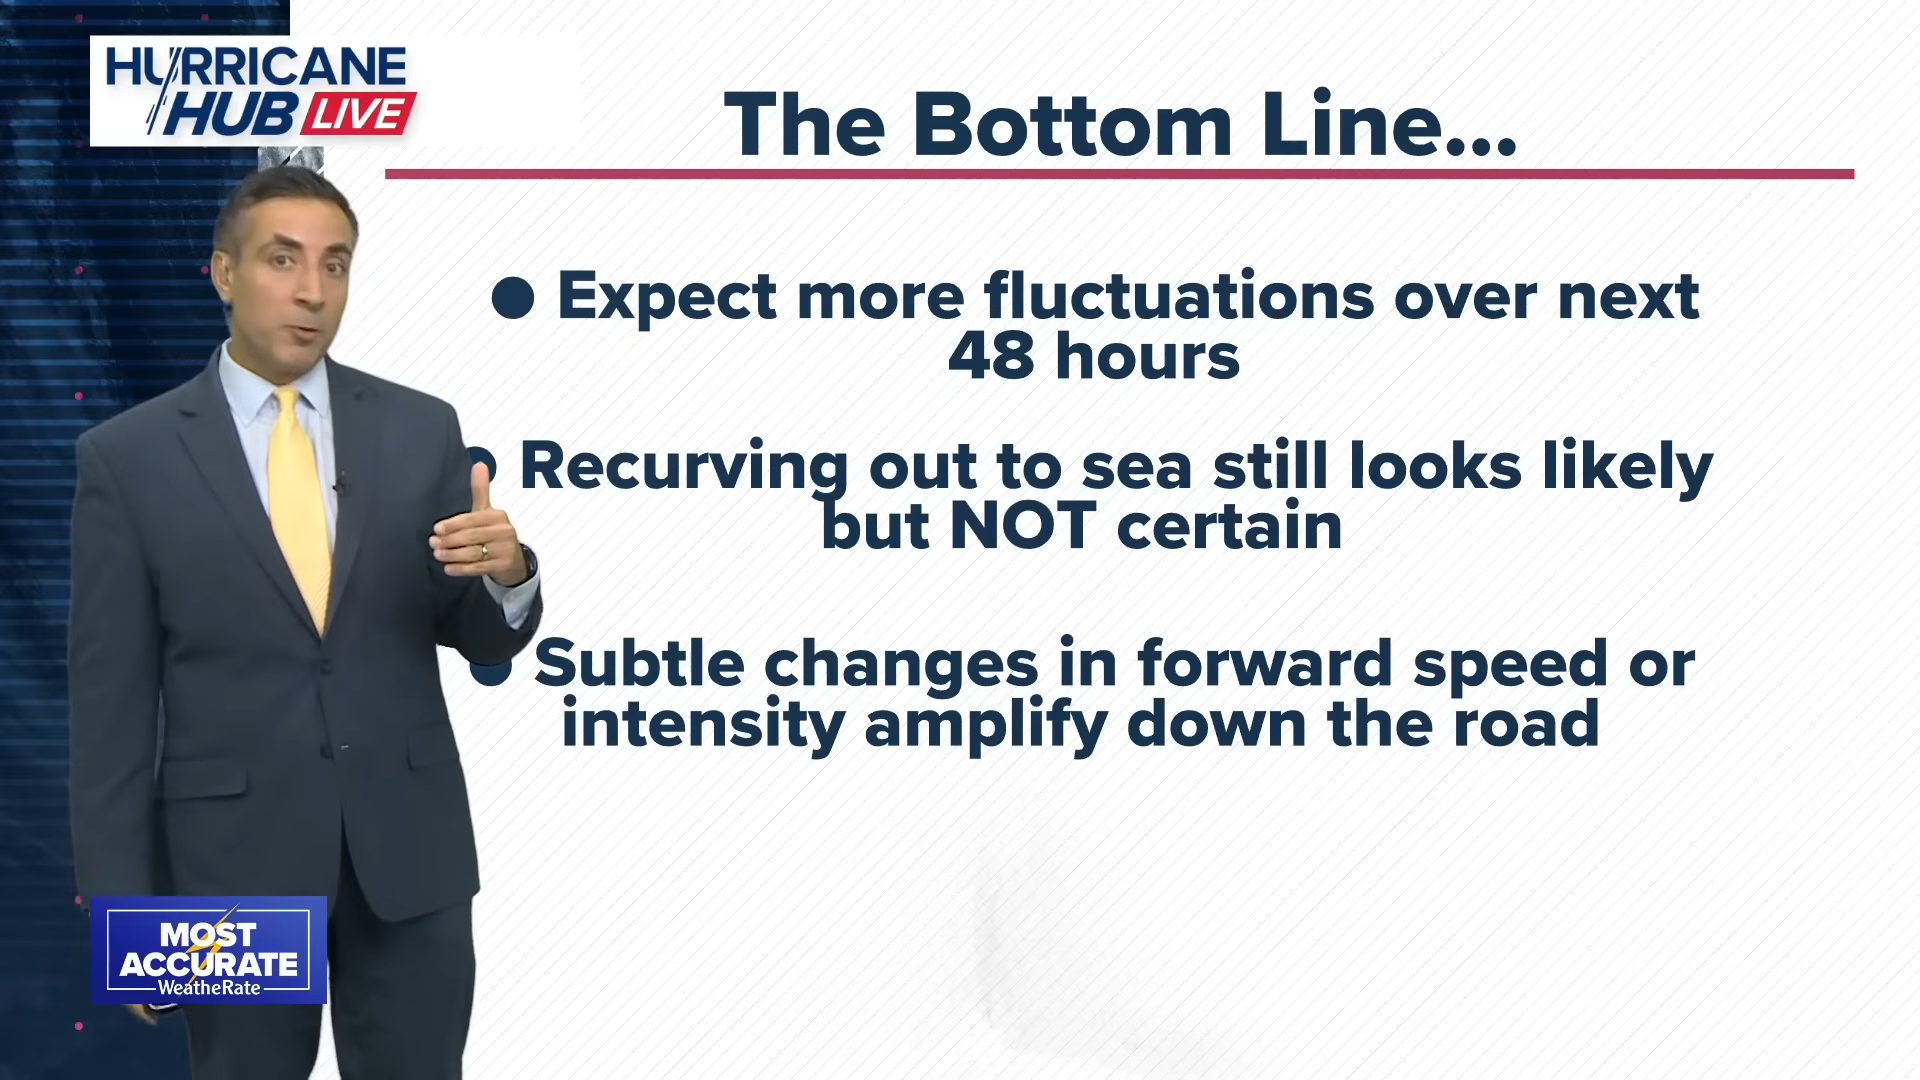 HURRICANE
HUB LIVE
The Bottom Line...
● Expect more fluctuations over next
48 hours
● Recurving out to sea still looks likely
but NOT certain
● Subtle changes in forward speed or
intensity amplify down the road
MOST
ACCURATE
WeatheRate